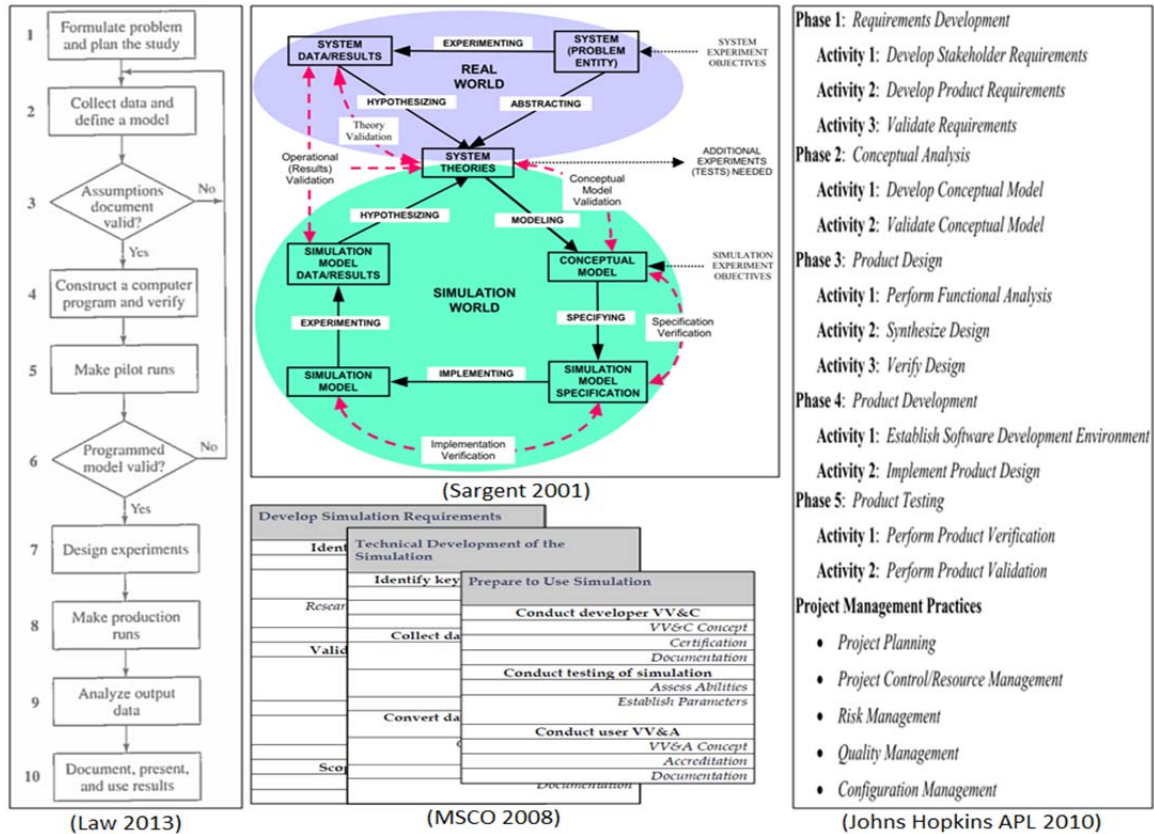 1
Formulate problem
and plan the study
2
Collect data and
define a model
3
Assumptions
document
valid?
No
Yes
4
Construct a computer
program and verify
5
Make pilot runs
6
Programmed
model valid?
No
Yes
7
Design experiments
8
Make production
runs
9
Analyze output
data
10
Document, present,
and use results
(Law 2013)
SYSTEM
DATA/RESULTS
EXPERIMENTING
SYSTEM
(PROBLEM
ENTITY)
SYSTEM
EXPERIMENT
OBJECTIVES
REAL
WORLD
HYPOTHESIZING
ABSTRACTING
Theory
Validation
Operational
(Results)
Validation
SYSTEM
THEORIES
ADDITIONAL
EXPERIMENTS
(TESTS) NEEDED
Conceptual
Model
Validation
HYPOTHESIZING
MODELING
SIMULATION
MODEL
DATA/RESULTS
CONCEPTUAL
MODEL
SIMULATION
EXPERIMENT
OBJECTIVES
SIMULATION
WORLD
EXPERIMENTING
SPECIFYING
Specification
Verification
SIMULATION
MODEL
IMPLEMENTING
SIMULATION
MODEL
SPECIFICATION
Implementation
Verification
(Sargent 2001)
Develop Simulation Requirements
Valid
Scop
Technical Development of the
Simulation
Identify key
Collect da
Convert da
Documentation
Prepare to Use Simulation
Conduct developer VV&C
VV&C Concept
Certification
Documentation
Conduct testing of simulation
Assess Abilities
Establish Parameters
Conduct user VV&A
VV&A Concept
Accreditation
Documentation
(MSCO 2008)
Phase 1: Requirements Development
Activity 1: Develop Stakeholder Requirements
Activity 2: Develop Product Requirements
Activity 3: Validate Requirements
Phase 2: Conceptual Analysis
Activity 1: Develop Conceptual Model
Activity 2: Validate Conceptual Model
Phase 3: Product Design
Activity 1: Perform Functional Analysis
Activity 2: Synthesize Design
Activity 3: Verify Design
Phase 4: Product Development
Activity 1: Establish Software Development Environment
Activity 2: Implement Product Design
Phase 5: Product Testing
Activity 1: Perform Product Verification
Activity 2: Perform Product Validation
Project Management Practices
• Project Planning
• Project Control/Resource Management
• Risk Management
• Quality Management
• Configuration Management
(Johns Hopkins APL 2010)